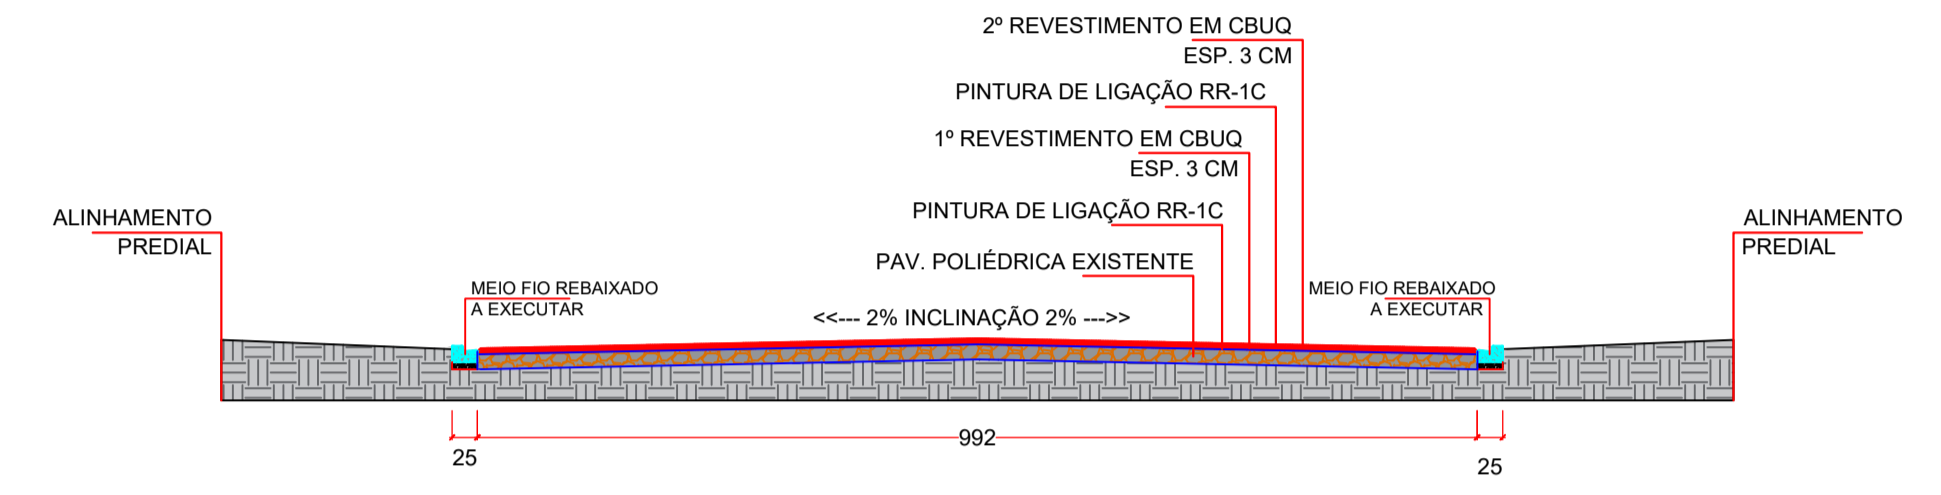 2º REVESTIMENTO EM CBUQ
ESP. 3 CM
PINTURA DE LIGAÇÃO RR-1C
1º REVESTIMENTO EM CBUQ
ESP. 3 CM
PINTURA DE LIGAÇÃO RR-1C
ALINHAMENTO
PREDIAL
ALINHAMENTO
PREDIAL
PAV. POLIÉDRICA EXISTENTE
MEIO FIO REBAIXADO
A EXECUTAR
MEIO FIO REBAIXADO
A EXECUTAR
<<--- 2% INCLINAÇÃO 2% --->>
992
25
25